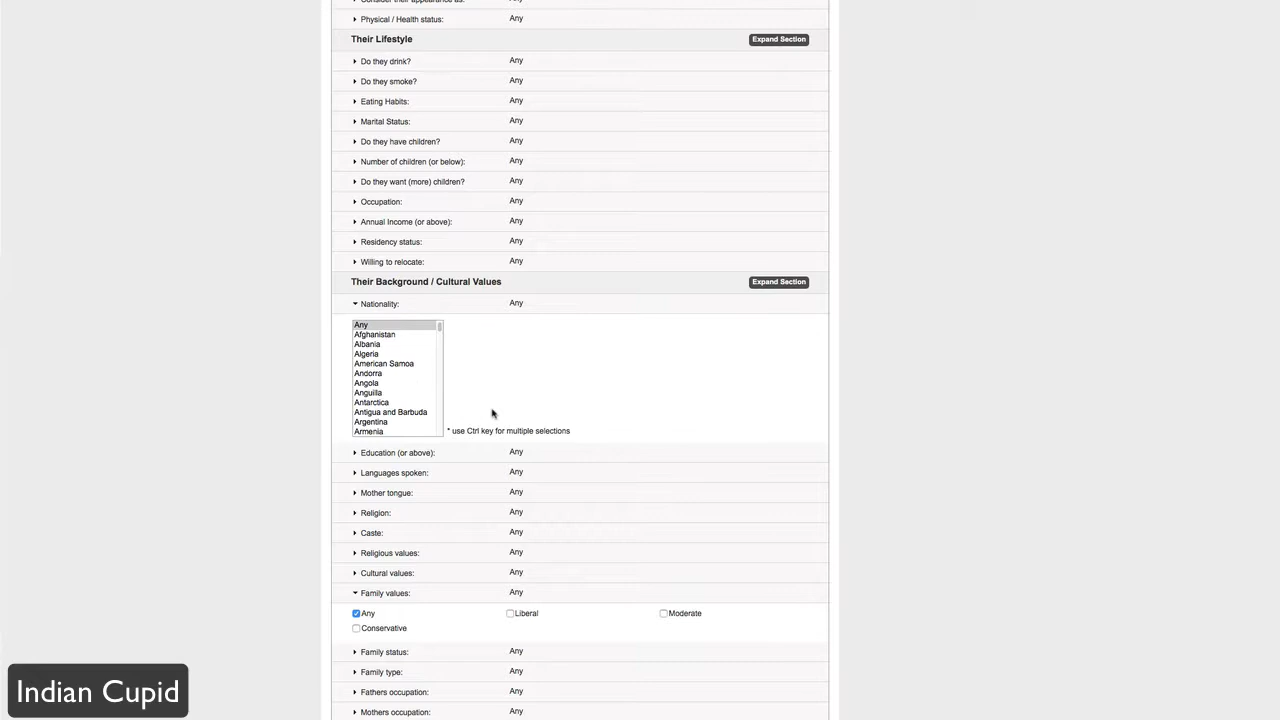 Consider their appearance as: Any
Physical / Health status: Any
Their Lifestyle Expand Section
Do they drink? Any
Do they smoke? Any
Eating Habits: Any
Marital Status: Any
Do they have children? Any
Number of children (or below): Any
Do they want (more) children? Any
Occupation: Any
Annual Income (or above): Any
Residency status: Any
Willing to relocate: Any
Their Background / Cultural Values Expand Section
Nationality: Any
Any
Afghanistan
Albania
Algeria
American Samoa
Andorra
Angola
Anguilla
Antarctica
Antigua and Barbuda
Argentina
Armenia
* use Ctrl key for multiple selections
Education (or above): Any
Languages spoken: Any
Mother tongue: Any
Religion: Any
Caste: Any
Religious values: Any
Cultural values: Any
Family values: Any
Any Liberal Moderate
Conservative
Family status: Any
Family type: Any
Fathers occupation: Any
Mothers occupation: Any
Indian Cupid